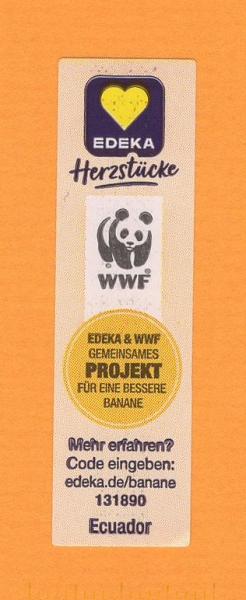 EDEKA
Herzstücke
WWF®
EDEKA & WWF
GEMEINSAMES
PROJEKT
FÜR EINE BESSERE
BANANE
Mehr erfahren?
Code eingeben:
edeka.de/banane
131890
Ecuador